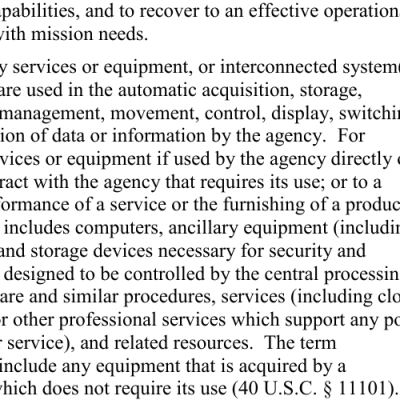 pabilities, and to recover to an effective operation
with mission needs.
y services or equipment, or interconnected system(
are used in the automatic acquisition, storage,
management, movement, control, display, switchi
ion of data or information by the agency. For
vices or equipment if used by the agency directly
ract with the agency that requires its use; or to a
formance of a service or the furnishing of a produc
includes computers, ancillary equipment (includin
and storage devices necessary for security and
designed to be controlled by the central processin
are and similar procedures, services (including clo
or other professional services which support any po
r service), and related resources. The term
include any equipment that is acquired by a
which does not require its use (40 U.S.C. § 11101).